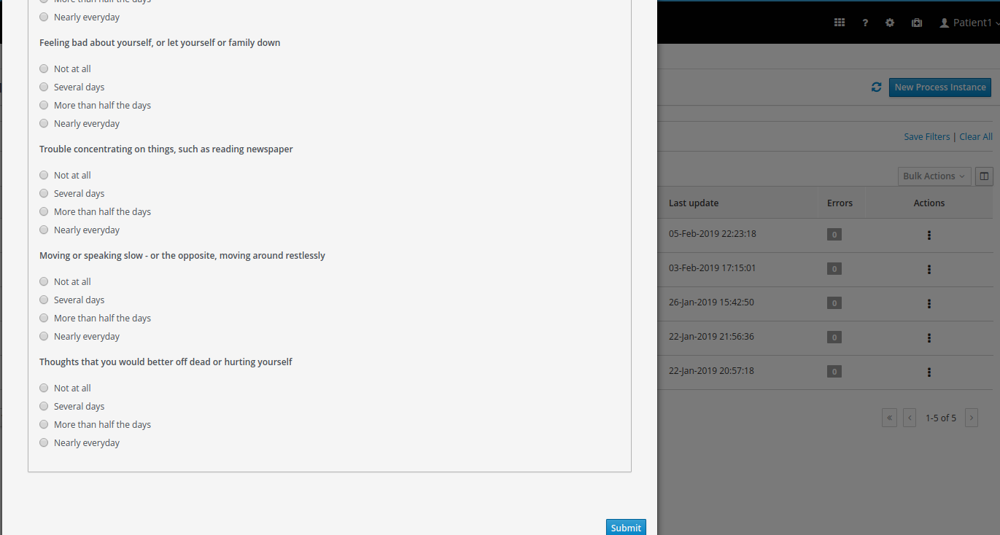 More than half the days
Nearly everyday
Feeling bad about yourself, or let yourself or family down
Not at all
Several days
More than half the days
Nearly everyday
Trouble concentrating on things, such as reading newspaper
Not at all
Several days
More than half the days
Nearly everyday
Moving or speaking slow - or the opposite, moving around restlessly
Not at all
Several days
More than half the days
Nearly everyday
Thoughts that you would better off dead or hurting yourself
Not at all
Several days
More than half the days
Nearly everyday
Submit
? Patient1
New Process Instance
Save Filters | Clear All
Bulk Actions
Last update Errors Actions
05-Feb-2019 22:23:18 0
03-Feb-2019 17:15:01 0
26-Jan-2019 15:42:50 0
22-Jan-2019 21:56:36 0
22-Jan-2019 20:57:18 0
« ‹ 1-5 of 5 ›